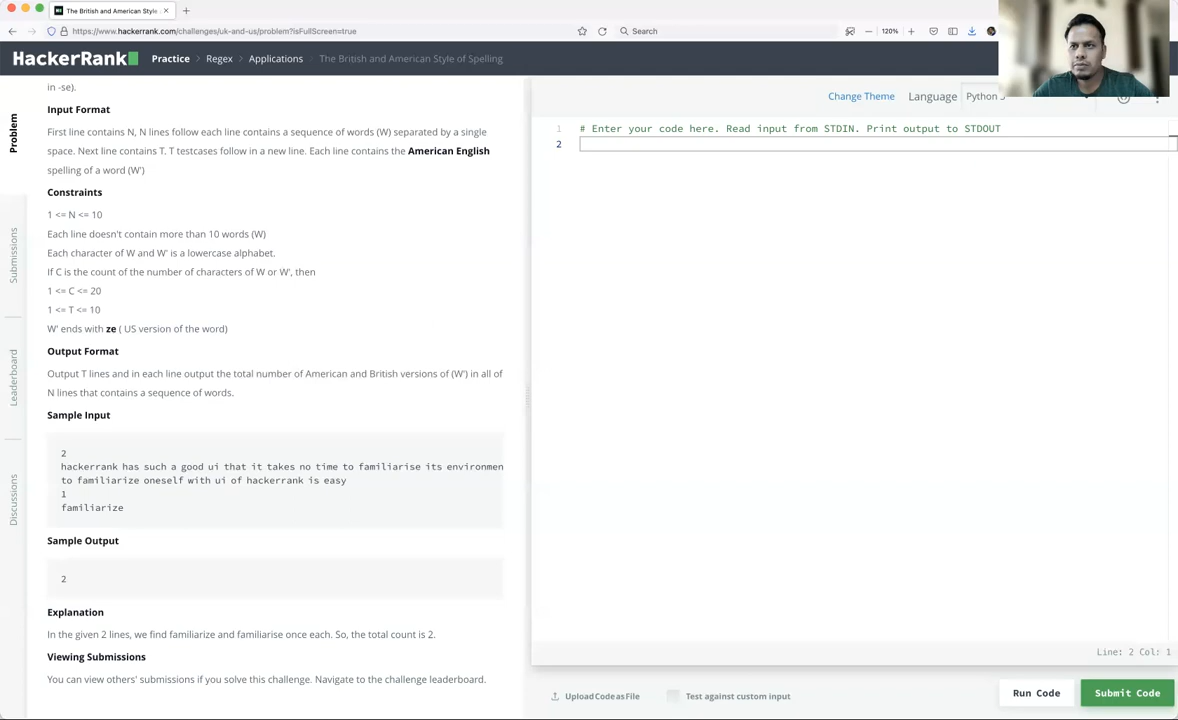 The British and American Style
https://www.hackerrank.com/challenges/uk-and-us/problem?isFullScreen=true
120%
Search
HackerRank
Practice > Regex > Applications > The British and American Style of Spelling
Problem
Submissions
Leaderboard
Discussions
in -se).
Input Format
First line contains N, N lines follow each line contains a sequence of words (W) separated by a single
space. Next line contains T. T testcases follow in a new line. Each line contains the American English
spelling of a word (W')
Constraints
1 <= N <= 10
Each line doesn't contain more than 10 words (W)
Each character of W and W' is a lowercase alphabet.
If C is the count of the number of characters of W or W', then
1 <= C <= 20
1 <= T <= 10
W' ends with ze ( US version of the word)
Output Format
Output T lines and in each line output the total number of American and British versions of (W') in all of
N lines that contains a sequence of words.
Sample Input
2
hackerrank has such a good ui that it takes no time to familiarise its environmen
to familiarize oneself with ui of hackerrank is easy
1
familiarize
Sample Output
2
Explanation
In the given 2 lines, we find familiarize and familiarise once each. So, the total count is 2.
Viewing Submissions
You can view others' submissions if you solve this challenge. Navigate to the challenge leaderboard.
Change Theme
Language
Python
1
# Enter your code here. Read input from STDIN. Print output to STDOUT
2
Line: 2 Col: 1
Upload Code as File
Test against custom input
Run Code
Submit Code